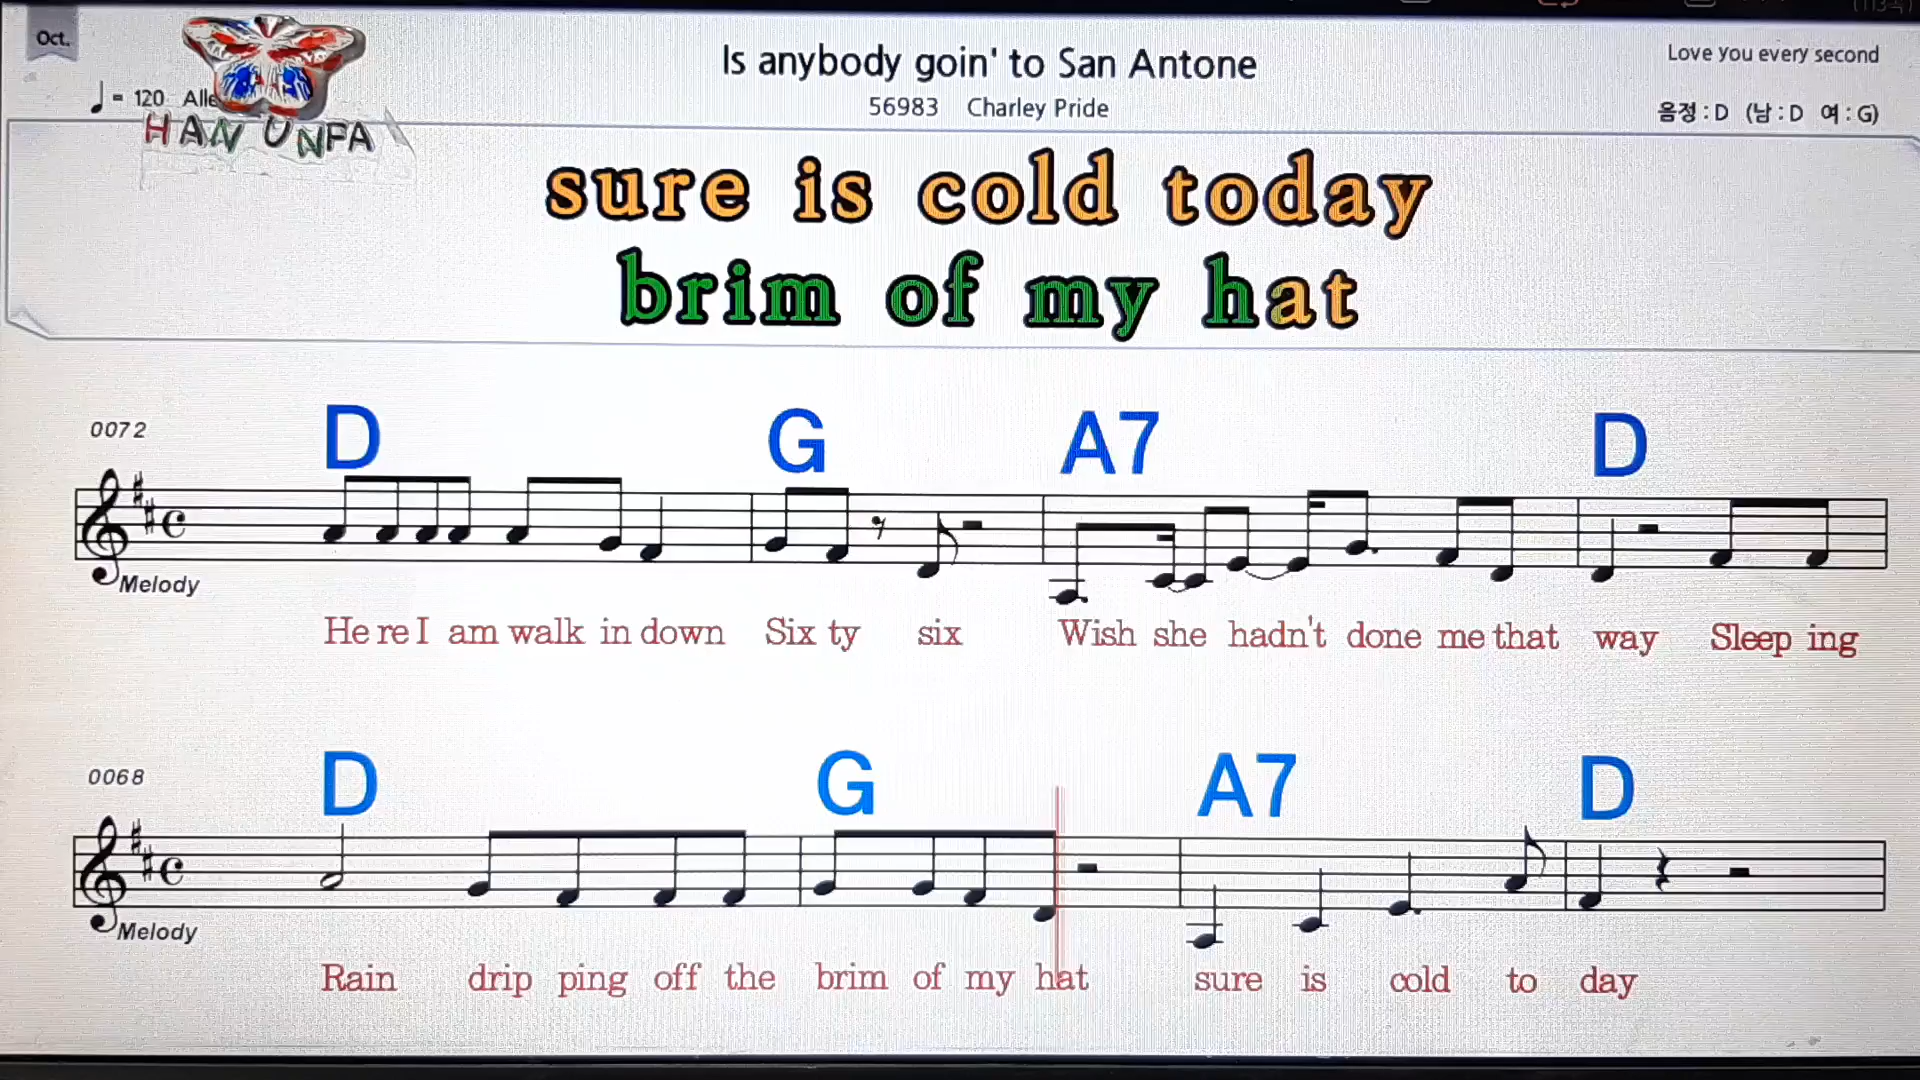 Oct.
Is anybody goin' to San Antone
Love you every second
= 120 Alle
56983 Charley Pride
음정 : D (남 : D 여 : G)
HAN UNFA
sure is cold today
brim of my hat
0072
D G A7 D
Melody
He re I am walk in down Six ty six Wish she hadn't done me that way Sleep ing
0068
D G A7 D
Melody
Rain drip ping off the brim of my hat sure is cold to day